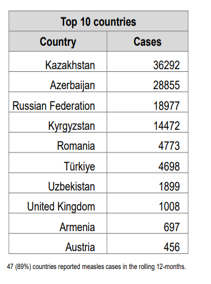 Top 10 countries
Country Cases
Kazakhstan 36292
Azerbaijan 28855
Russian Federation 18977
Kyrgyzstan 14472
Romania 4773
Türkiye 4698
Uzbekistan 1899
United Kingdom 1008
Armenia 697
Austria 456
47 (89%) countries reported measles cases in the rolling 12-months.